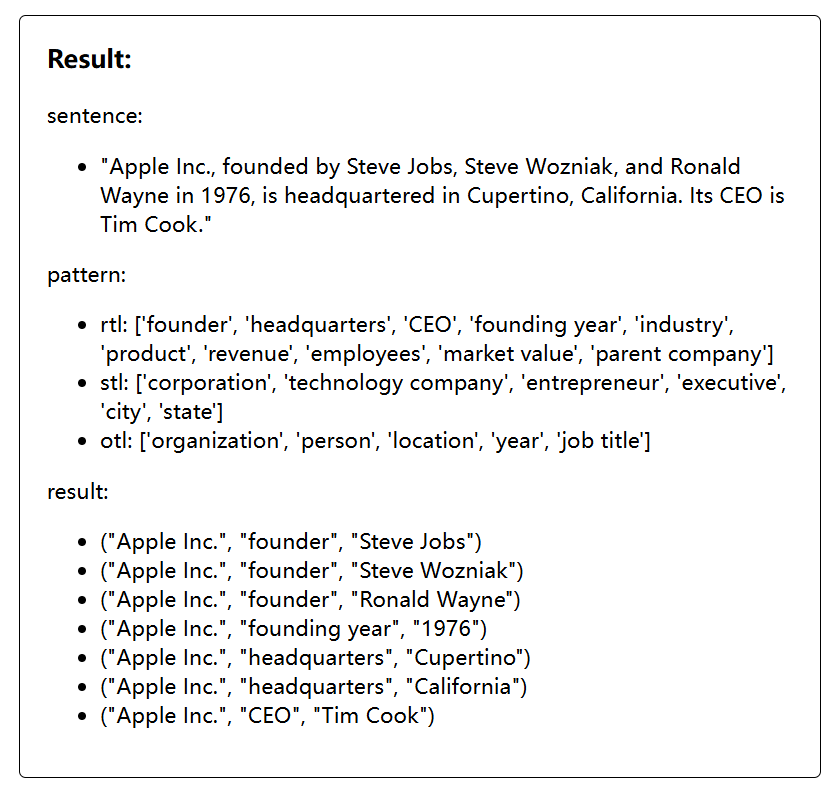 Result:
sentence:
• "Apple Inc., founded by Steve Jobs, Steve Wozniak, and Ronald
Wayne in 1976, is headquartered in Cupertino, California. Its CEO is
Tim Cook."
pattern:
• rtl: ['founder', 'headquarters', 'CEO', 'founding year', 'industry',
'product', 'revenue', 'employees', 'market value', 'parent company']
• stl: ['corporation', 'technology company', 'entrepreneur', 'executive',
'city', 'state']
• otl: ['organization', 'person', 'location', 'year', 'job title']
result:
• ("Apple Inc.", "founder", "Steve Jobs")
• ("Apple Inc.", "founder", "Steve Wozniak")
• ("Apple Inc.", "founder", "Ronald Wayne")
• ("Apple Inc.", "founding year", "1976")
• ("Apple Inc.", "headquarters", "Cupertino")
• ("Apple Inc.", "headquarters", "California")
• ("Apple Inc.", "CEO", "Tim Cook")